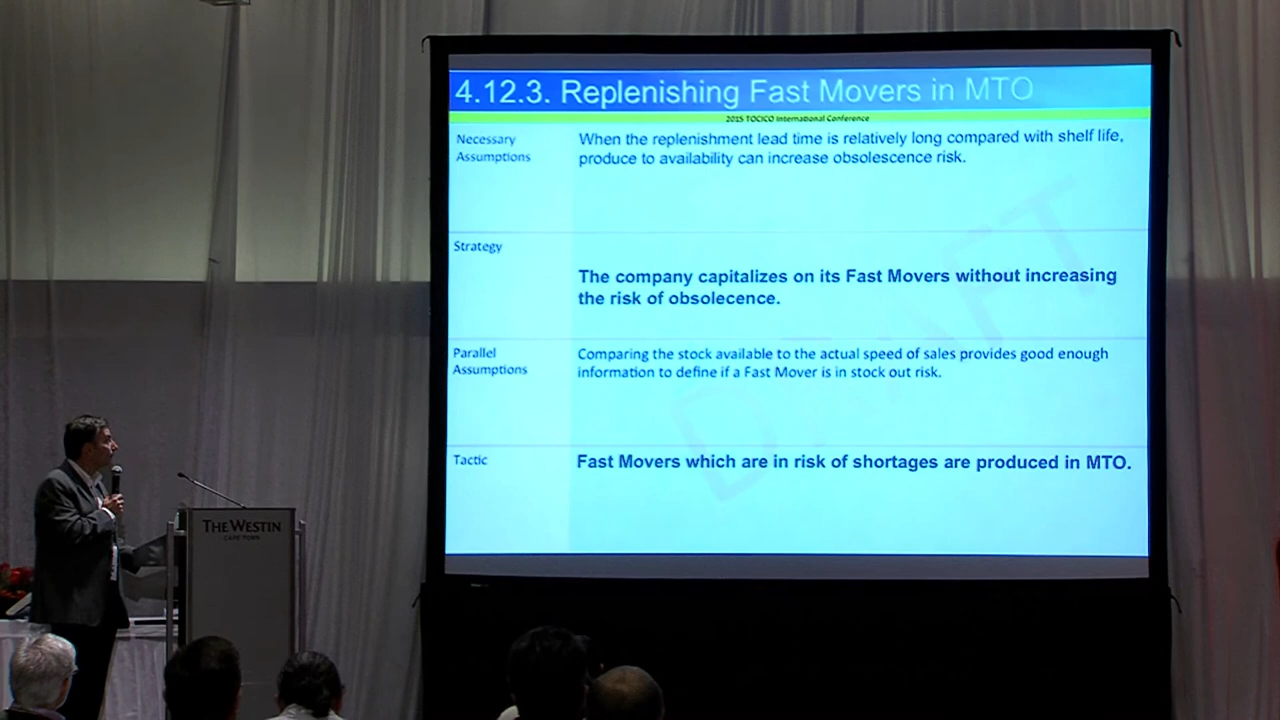 4.12.3. Replenishing Fast Movers in MTO
2015 TOCICO International Conference
Necessary
Assumptions
When the replenishment lead time is relatively long compared with shelf life,
produce to availability can increase obsolescence risk.
Strategy
The company capitalizes on its Fast Movers without increasing
the risk of obsolecence.
Parallel
Assumptions
Comparing the stock available to the actual speed of sales provides good enough
information to define if a Fast Mover is in stock out risk.
Tactic
Fast Movers which are in risk of shortages are produced in MTO.
DRAFT
THE WESTIN
CAPE TOWN